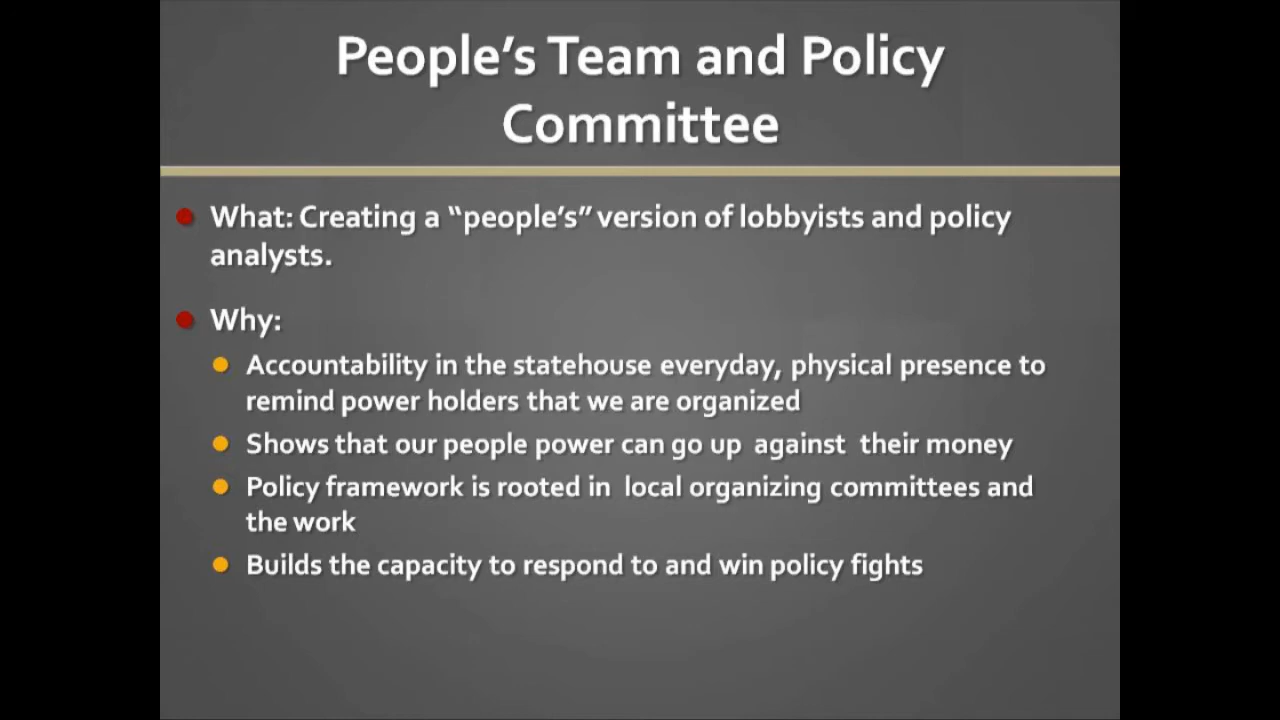 People’s Team and Policy
Committee
What: Creating a “people’s” version of lobbyists and policy
analysts.
Why:
Accountability in the statehouse everyday, physical presence to
remind power holders that we are organized
Shows that our people power can go up  against  their money
Policy framework is rooted in  local organizing committees and
the work
Builds the capacity to respond to and win policy fights